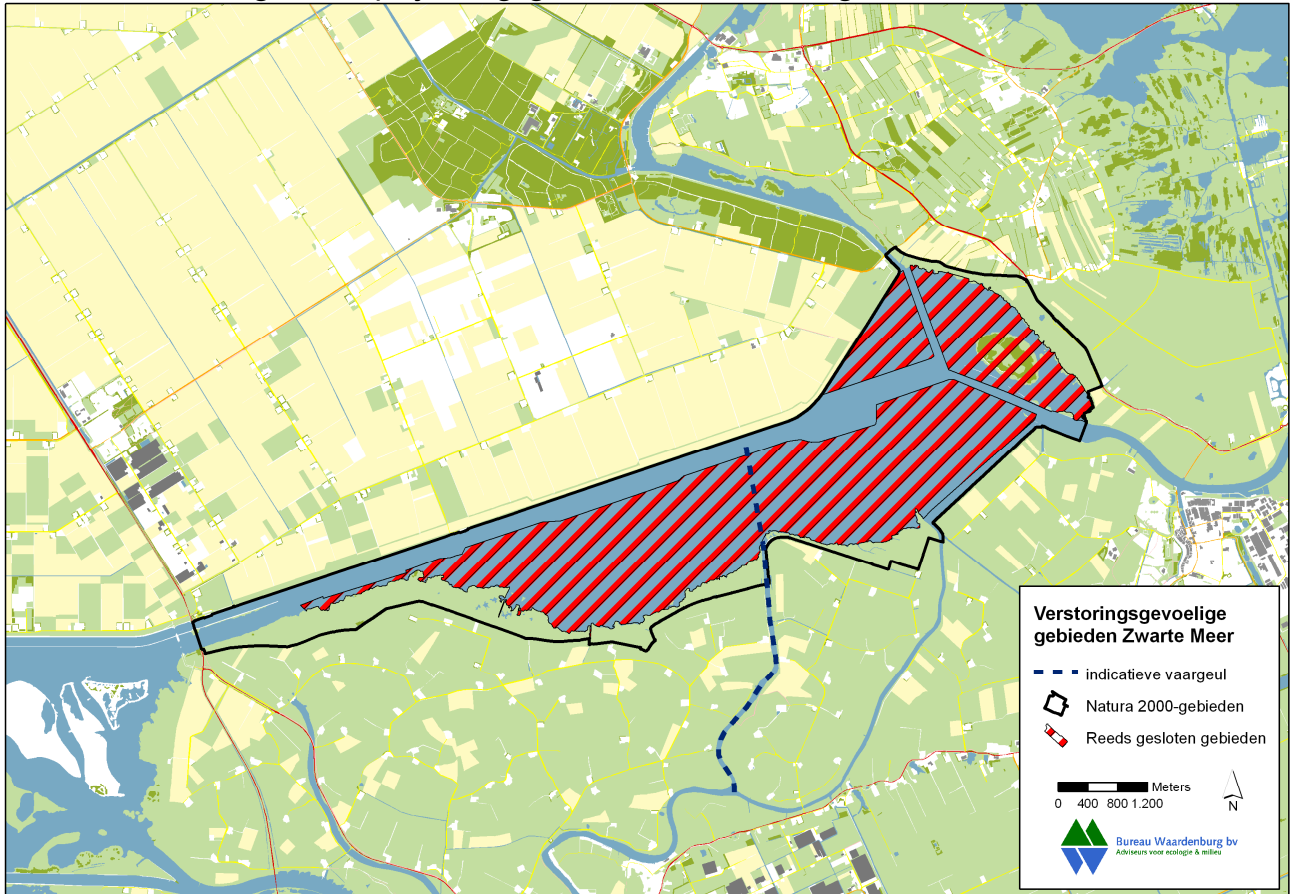 Verstoringsgevoelige
gebieden Zwarte Meer
indicatieve vaargeul
Natura 2000-gebieden
Reeds gesloten gebieden
Meters
0 400 800 1.200
N
Bureau Waardenburg bv
Adviseurs voor ecologie & milieu